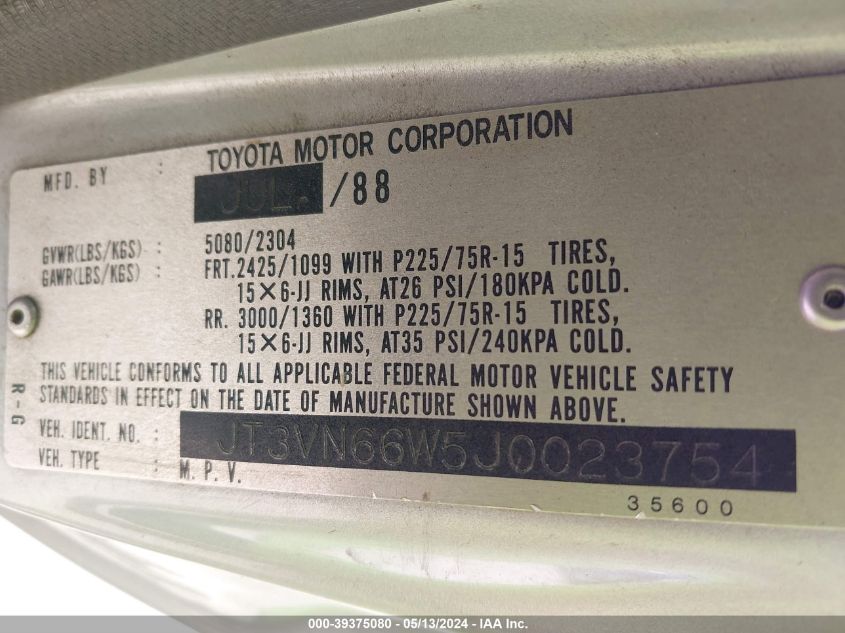 MFD. BY : TOYOTA MOTOR CORPORATION
JUL. /88
GVWR(LBS/KGS) : 5080/2304
GAWR(LBS/KGS) : FRT.2425/1099 WITH P225/75R-15 TIRES,
15×6-JJ RIMS, AT26 PSI/180KPA COLD.
RR. 3000/1360 WITH P225/75R-15 TIRES,
15×6-JJ RIMS, AT35 PSI/240KPA COLD.
THIS VEHICLE CONFORMS TO ALL APPLICABLE FEDERAL MOTOR VEHICLE SAFETY
STANDARDS IN EFFECT ON THE DATE OF MANUFACTURE SHOWN ABOVE.
R-G
VEH. IDENT. NO. : JT3VN66W5J0023754
VEH. TYPE : M. P. V.
35600
000-39375080 - 05/13/2024 - IAA Inc.